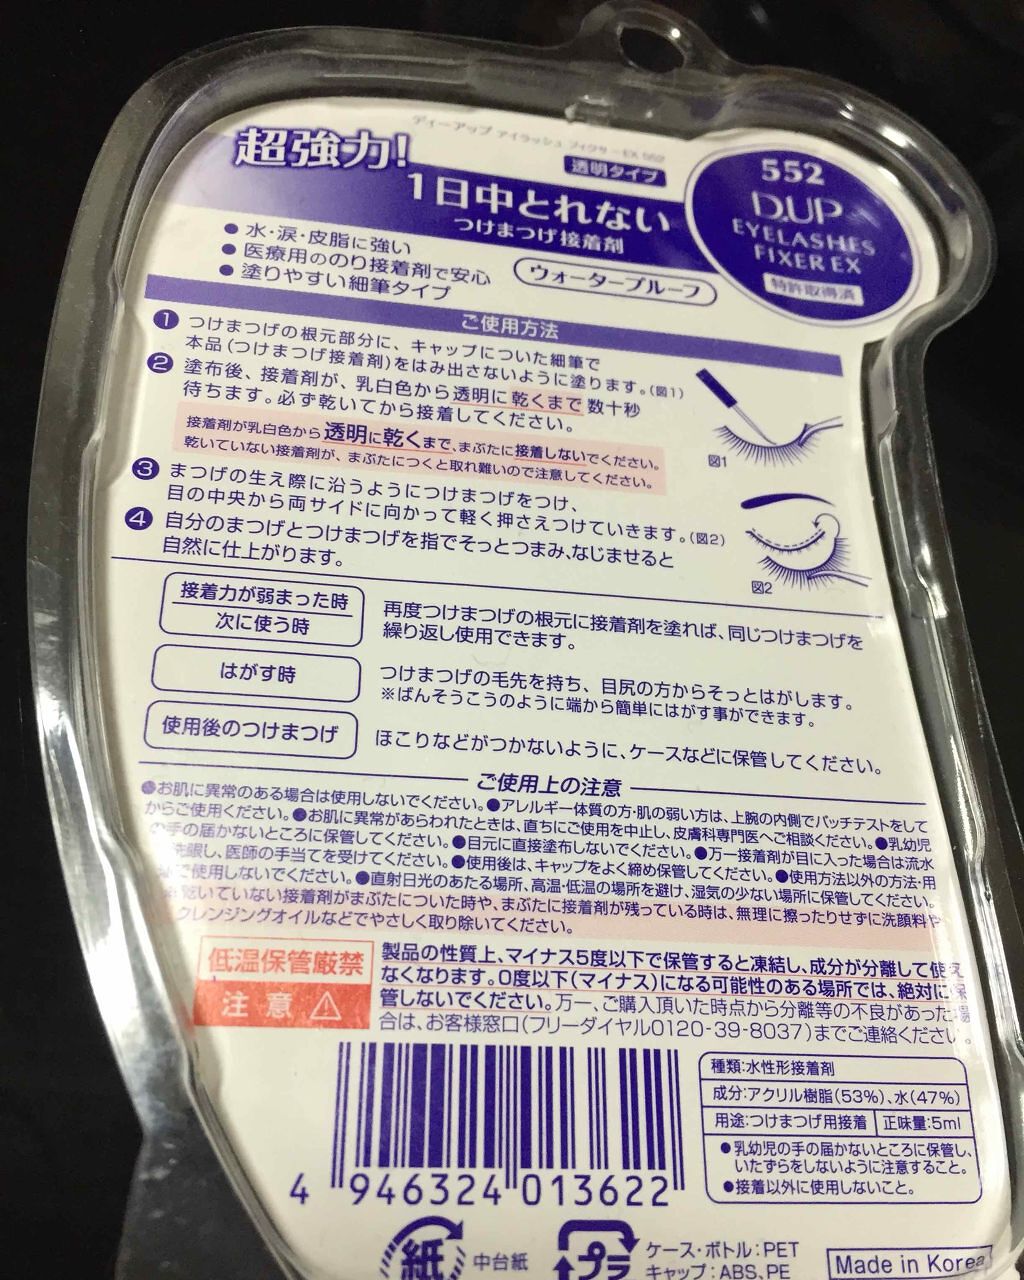 ディーアップ アイラッシュ フィクサーEX 552
超強力!
透明タイプ
1日中とれない
つけまつげ接着剤
552
D.UP
EYELASHES
FIXER EX
特許取得済
●水・涙・皮脂に強い
●医療用ののり接着剤で安心
●塗りやすい細筆タイプ
ウォータープルーフ
ご使用方法
1 つけまつげの根元部分に、キャップについた細筆で
本品(つけまつげ接着剤)をはみ出さないように塗ります。(図1)
2 塗布後、接着剤が、乳白色から透明に乾くまで数十秒
待ちます。必ず乾いてから接着してください。
接着剤が乳白色から透明に乾くまで、まぶたに接着しないでください。
乾いていない接着剤が、まぶたにつくと取れ難いので注意してください。
図1
3 まつげの生え際に沿うようにつけまつげをつけ、
目の中央から両サイドに向かって軽く押さえつけていきます。(図2)
4 自分のまつげとつけまつげを指でそっとつまみ、なじませると
自然に仕上がります。
図2
接着力が弱まった時
次に使う時
再度つけまつげの根元に接着剤を塗れば、同じつけまつげを
繰り返し使用できます。
はがす時
つけまつげの毛先を持ち、目尻の方からそっとはがします。
※ばんそうこうのように端から簡単にはがす事ができます。
使用後のつけまつげ
ほこりなどがつかないように、ケースなどに保管してください。
ご使用上の注意
●お肌に異常のある場合は使用しないでください。●アレルギー体質の方・肌の弱い方は、上腕の内側でパッチテストをして
からご使用ください。●お肌に異常があらわれたときは、直ちにご使用を中止し、皮膚科専門医へご相談ください。●乳幼児
の手の届かないところに保管してください。●目元に直接塗布しないでください。●万一接着剤が目に入った場合は流水
洗眼し、医師の手当てを受けてください。●使用後は、キャップをよく締め保管してください。●使用方法以外の方法・用
使用しないでください。●直射日光のあたる場所、高温・低温の場所を避け、湿気の少ない場所に保管してください。
※乾いていない接着剤がまぶたについた時や、まぶたに接着剤が残っている時は、無理に擦ったりせずに洗顔料や
クレンジングオイルなどでやさしく取り除いてください。
低温保管厳禁
注意
製品の性質上、マイナス5度以下で保管すると凍結し、成分が分離して使え
なくなります。0度以下(マイナス)になる可能性のある場所では、絶対に保
管しないでください。万一、ご購入頂いた時点から分離等の不良があった場
合は、お客様窓口(フリーダイヤル0120-39-8037)までご連絡ください。
種類:水性形接着剤
成分:アクリル樹脂(53%)、水(47%)
用途:つけまつげ用接着 正味量:5ml
●乳幼児の手の届かないところに保管し、
いたずらをしないように注意すること。
●接着以外に使用しないこと。
4 946324 013622
紙 中台紙
プラ
ケース・ボトル:PET
キャップ:ABS、PE
Made in Korea